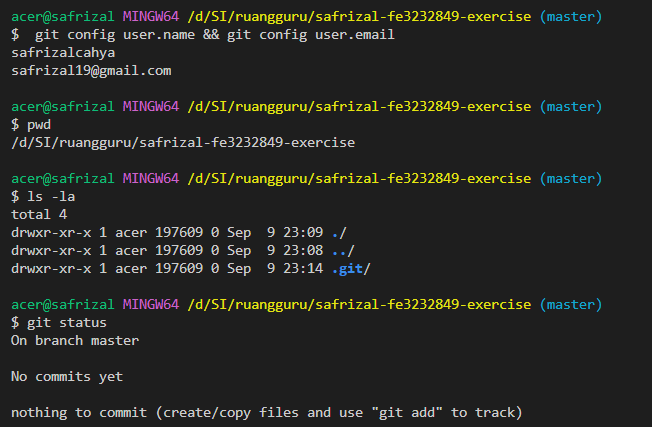 acer@safrizal MINGW64 /d/SI/ruangguru/safrizal-fe3232849-exercise (master)
$  git config user.name && git config user.email
safrizalcahya
safrizal19@gmail.com
acer@safrizal MINGW64 /d/SI/ruangguru/safrizal-fe3232849-exercise (master)
$ pwd
/d/SI/ruangguru/safrizal-fe3232849-exercise
acer@safrizal MINGW64 /d/SI/ruangguru/safrizal-fe3232849-exercise (master)
$ ls -la
total 4
drwxr-xr-x 1 acer 197609 0 Sep  9 23:09 ./
drwxr-xr-x 1 acer 197609 0 Sep  9 23:08 ../
drwxr-xr-x 1 acer 197609 0 Sep  9 23:14 .git/
acer@safrizal MINGW64 /d/SI/ruangguru/safrizal-fe3232849-exercise (master)
$ git status
On branch master
No commits yet
nothing to commit (create/copy files and use "git add" to track)